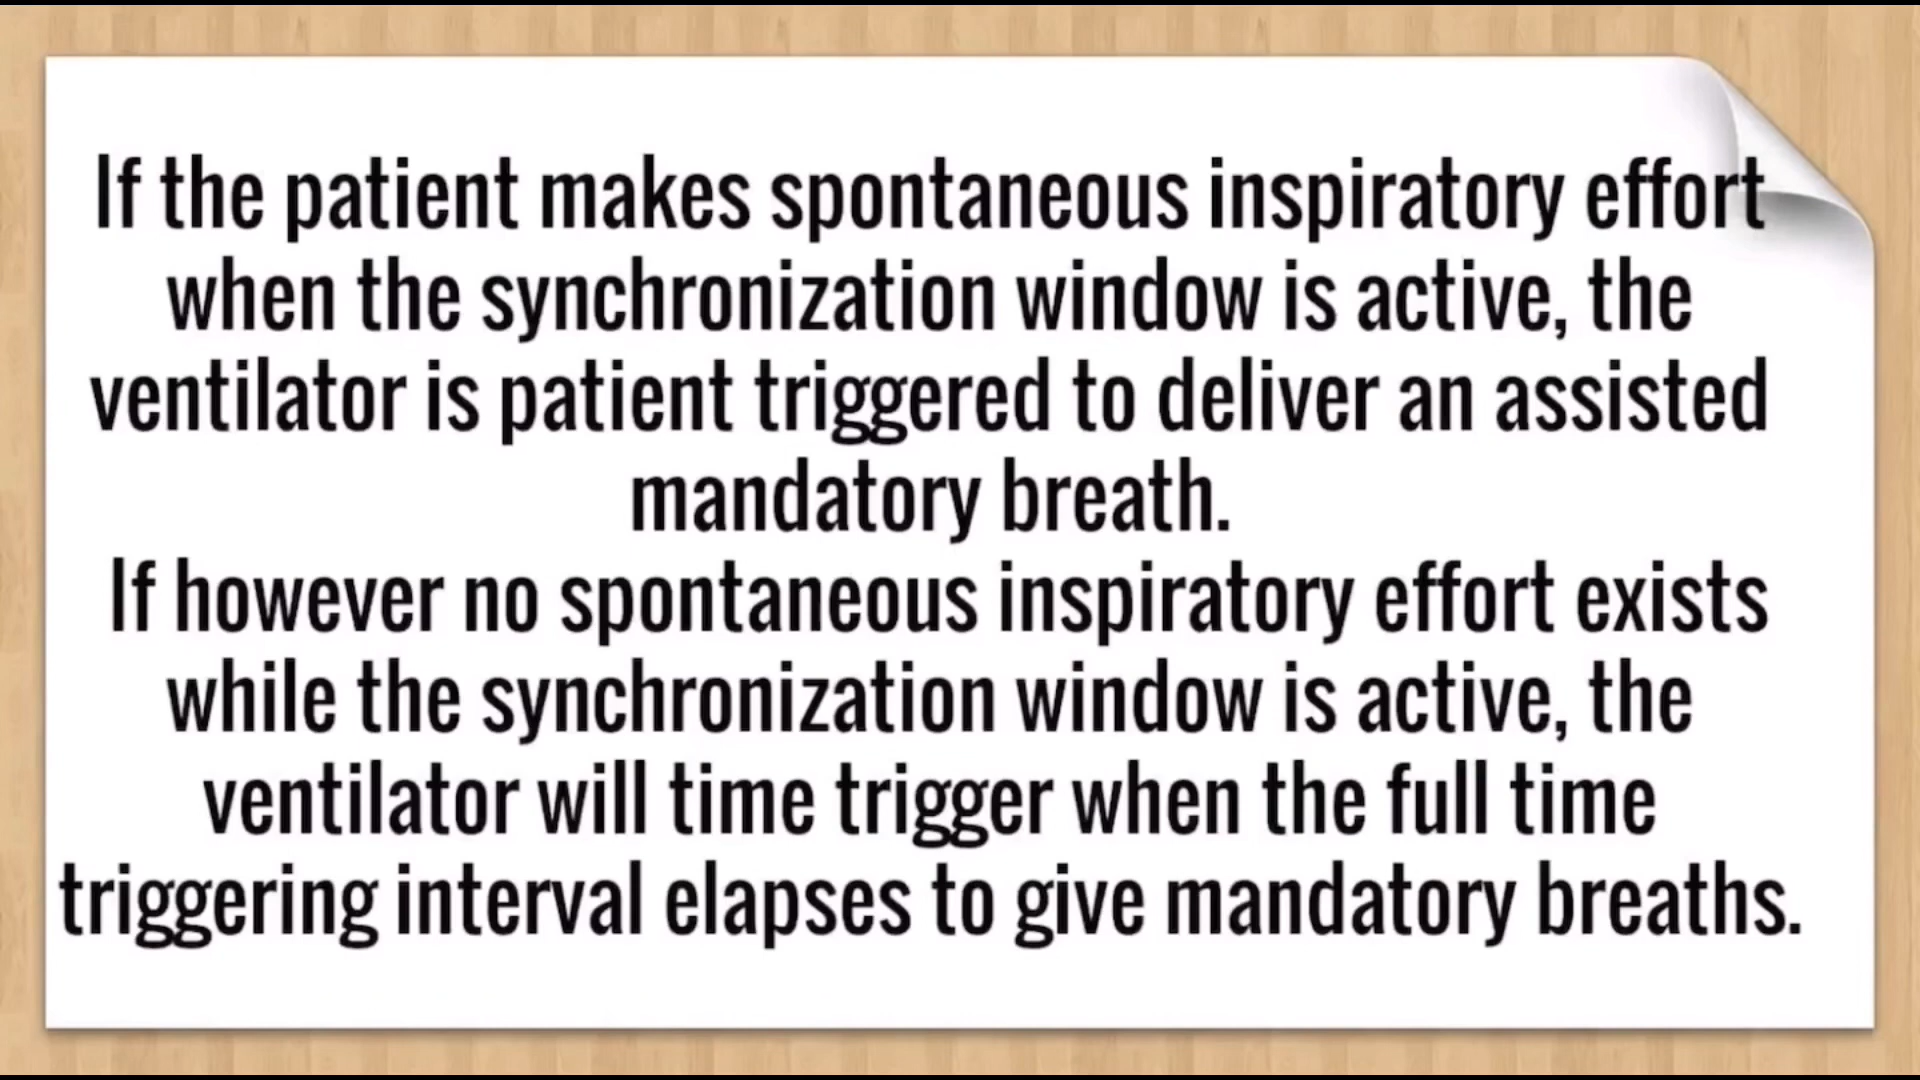 If the patient makes spontaneous inspiratory effort
when the synchronization window is active, the
ventilator is patient triggered to deliver an assisted
mandatory breath.
If however no spontaneous inspiratory effort exists
while the synchronization window is active, the
ventilator will time trigger when the full time
triggering interval elapses to give mandatory breaths.